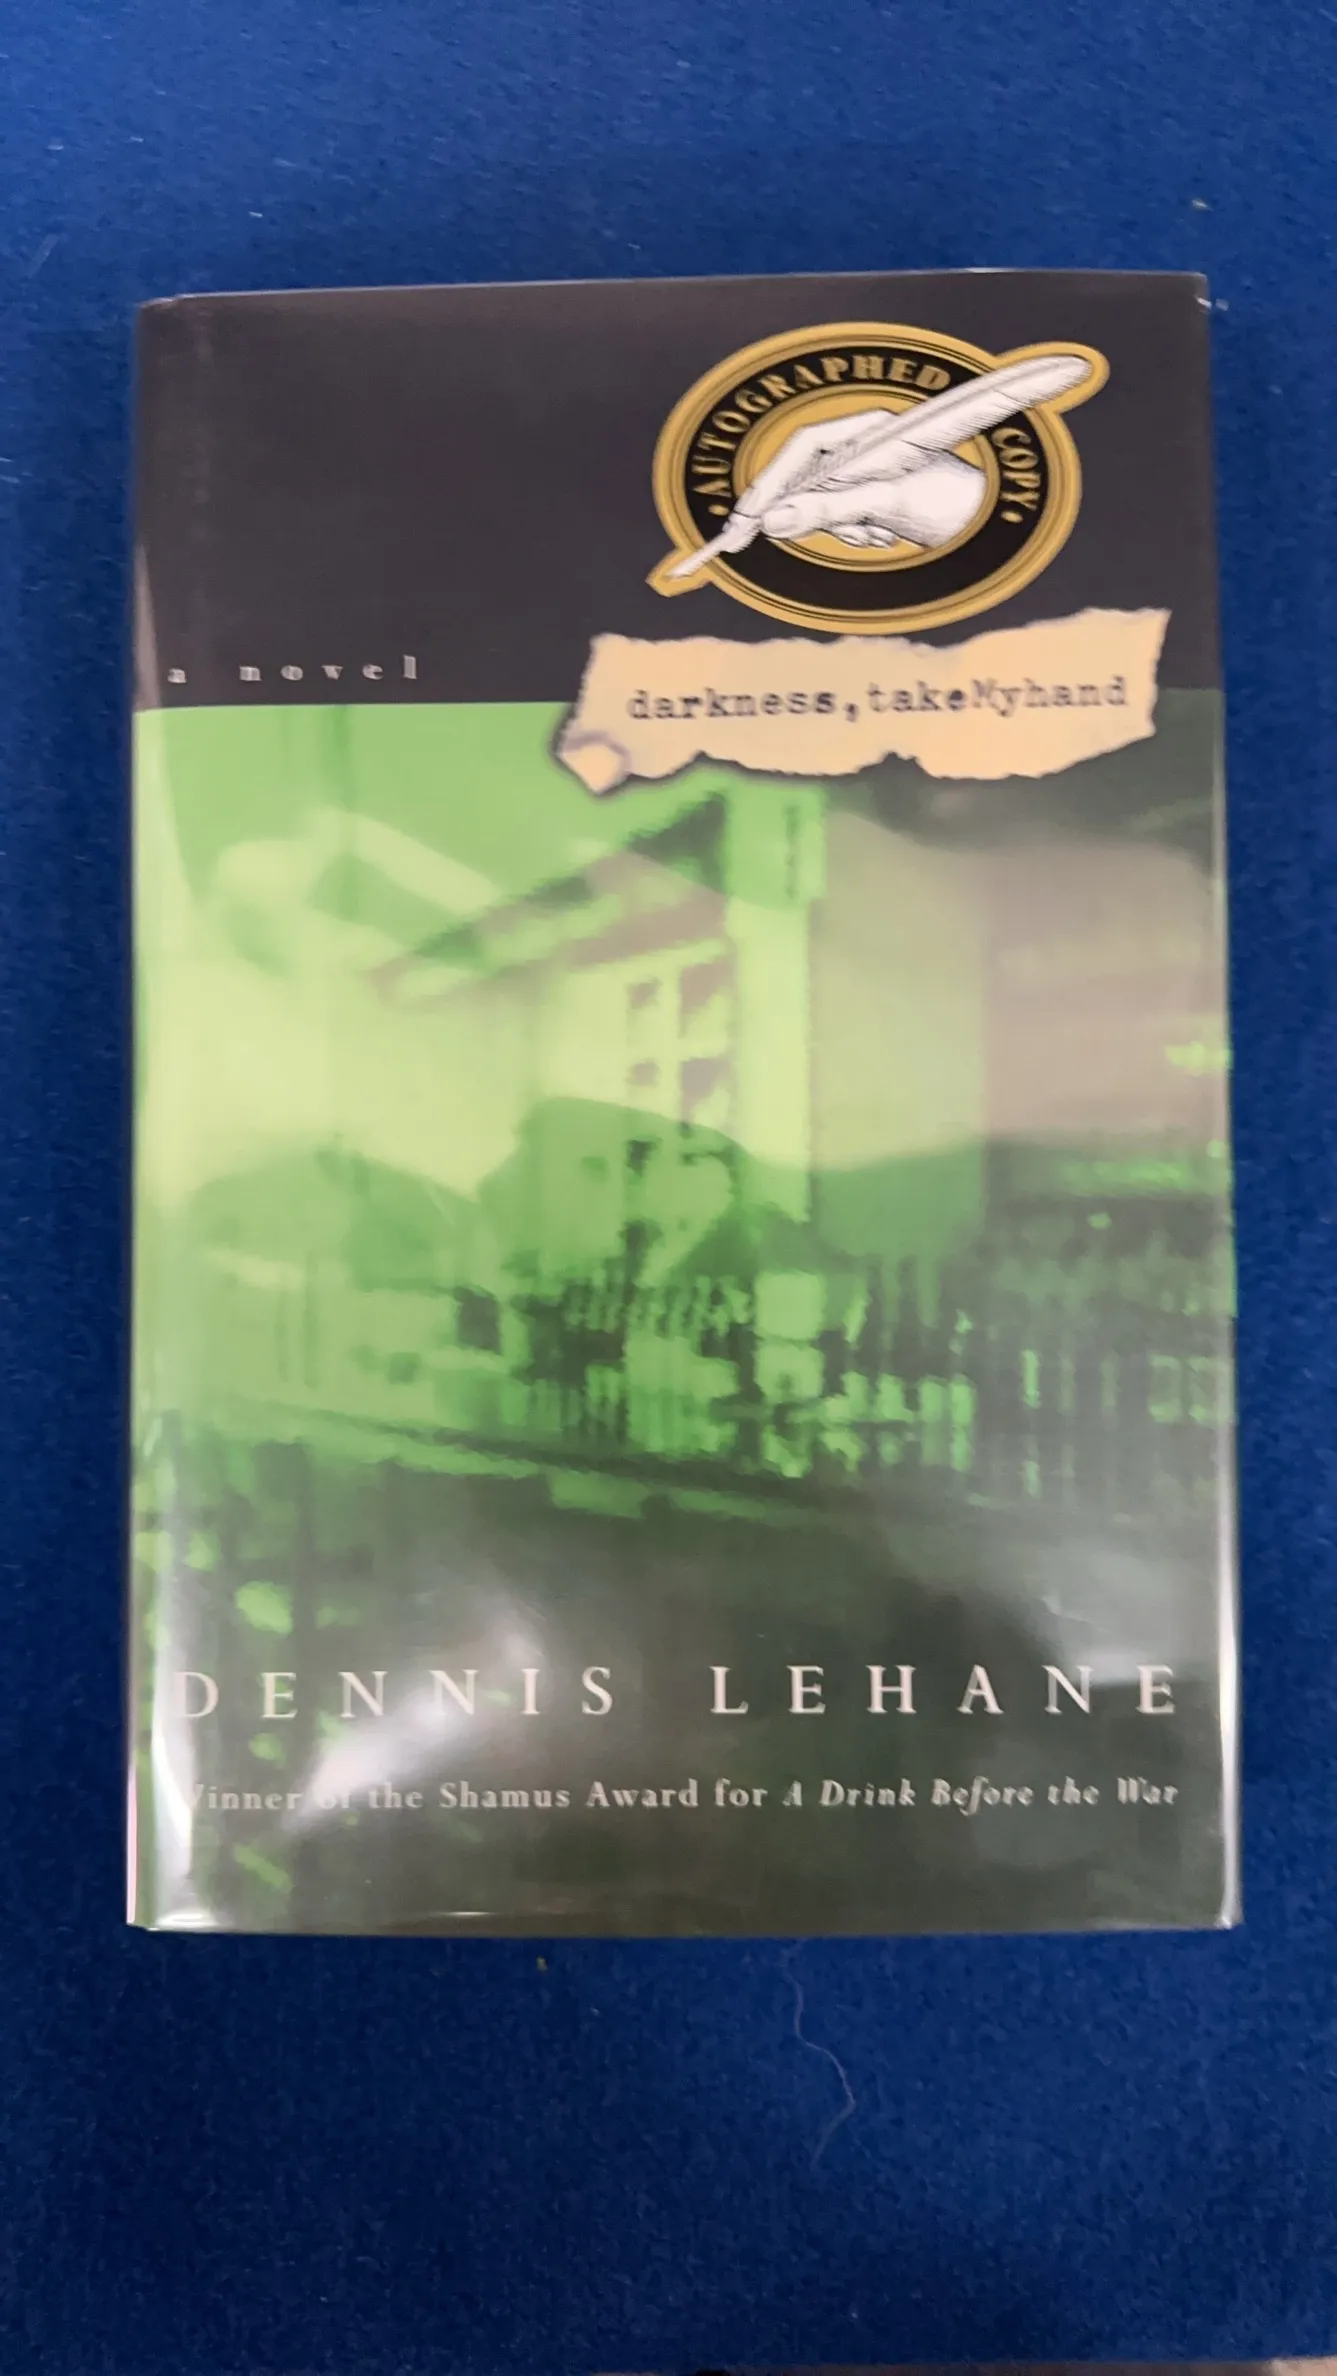 AUTOGRAPHED COPY
a novel
darkness,takeMyhand
DENNIS LEHANE
Winner of the Shamus Award for A Drink Before the War